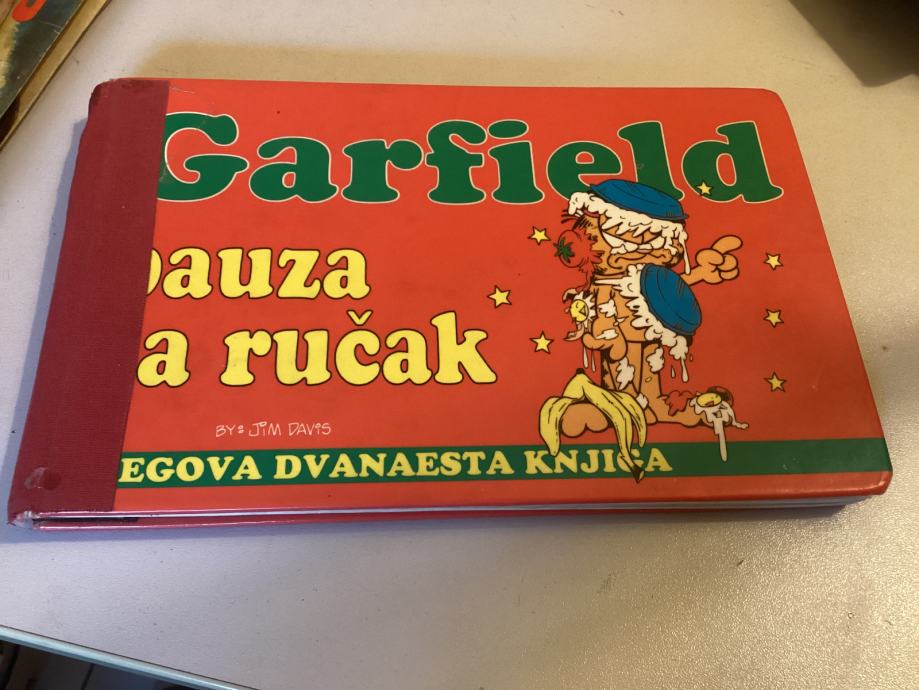 Garfield
pauza
a ručak
BY: JIM DAVIS
EGOVA DVANAESTA KNJIGA